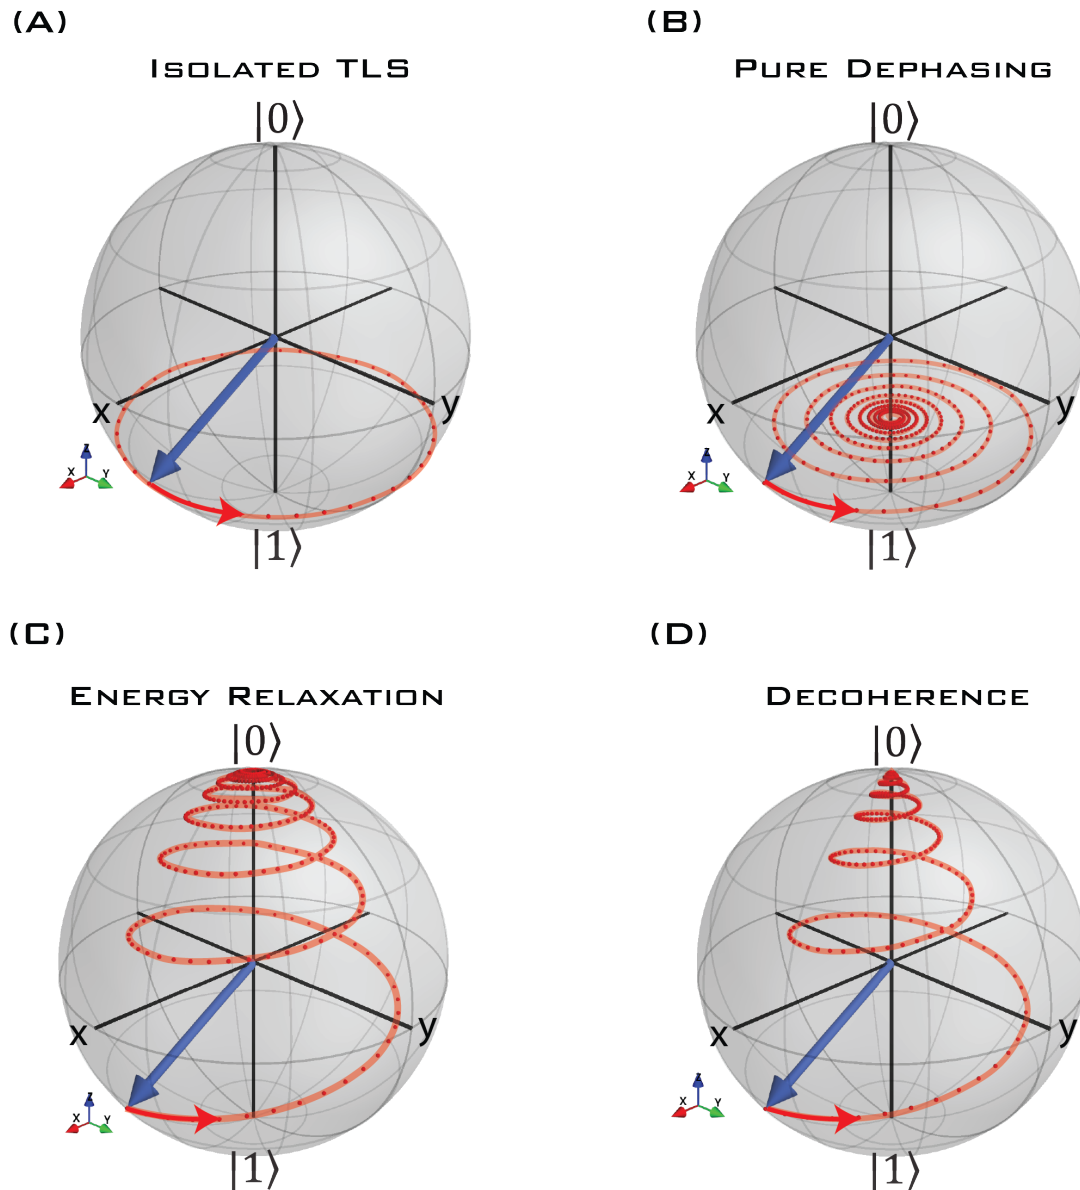 (A)
Isolated TLS
|0⟩
x
y
Z
X
Y
|1⟩
(B)
Pure Dephasing
|0⟩
x
y
Z
X
Y
|1⟩
(C)
Energy Relaxation
|0⟩
x
y
Z
X
Y
|1⟩
(D)
Decoherence
|0⟩
x
y
Z
X
Y
|1⟩